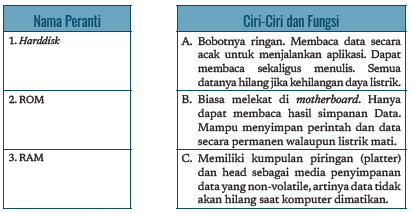 Nama Peranti
1. Harddisk
2. ROM
3. RAM
Ciri-Ciri dan Fungsi
A. Bobotnya ringan. Membaca data secara
acak untuk menjalankan aplikasi. Dapat
membaca sekaligus menulis. Semua
datanya hilang jika kehilangan daya listrik.
B. Biasa melekat di motherboard. Hanya
dapat membaca hasil simpanan Data.
Mampu menyimpan perintah dan data
secara permanen walaupun listrik mati.
C. Memiliki kumpulan piringan (platter)
dan head sebagai media penyimpanan
data yang non-volatile, artinya data tidak
akan hilang saat komputer dimatikan.